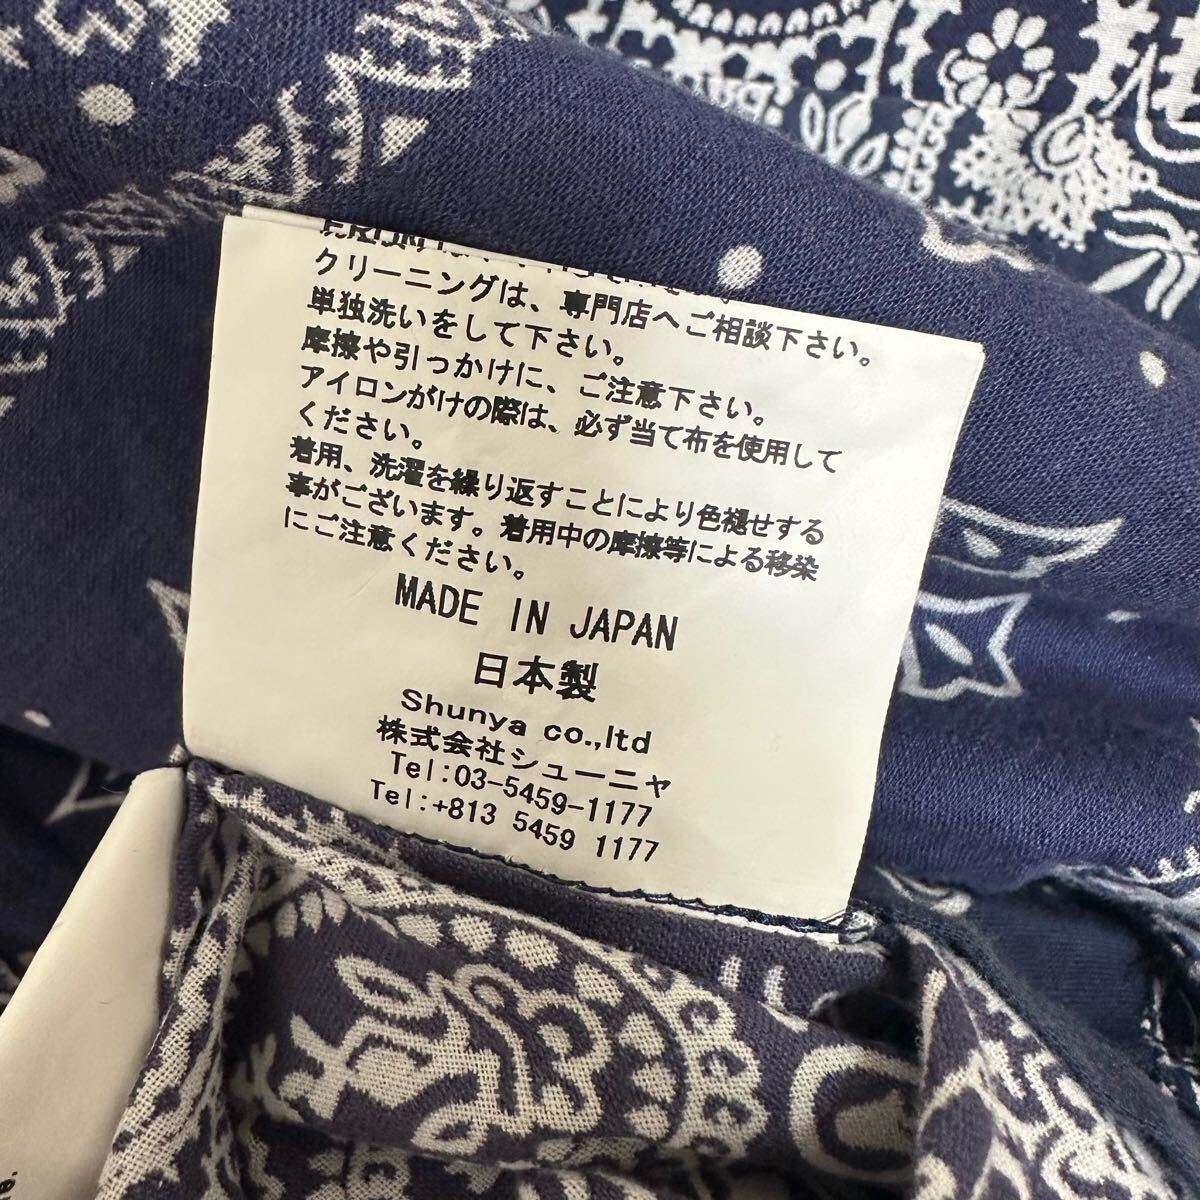 クリーニングは、専門店へご相談下さい。
単独洗いをして下さい。
摩擦や引っかけに、ご注意下さい。
アイロンがけの際は、必ず当て布を使用して
ください。
着用、洗濯を繰り返すことにより色褪せする
事がございます。着用中の摩擦等による移染
にご注意ください。
MADE IN JAPAN
日本製
Shunya co.,ltd
株式会社シューニャ
Tel:03-5459-1177
Tel:+813 5459 1177